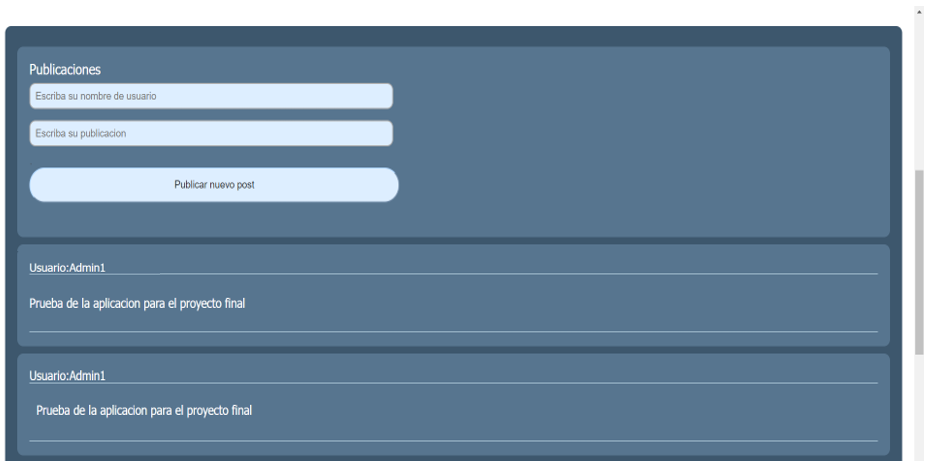 Publicaciones
Escriba su nombre de usuario
Escriba su publicacion
Publicar nuevo post
Usuario:Admin1
Prueba de la aplicacion para el proyecto final
Usuario:Admin1
Prueba de la aplicacion para el proyecto final